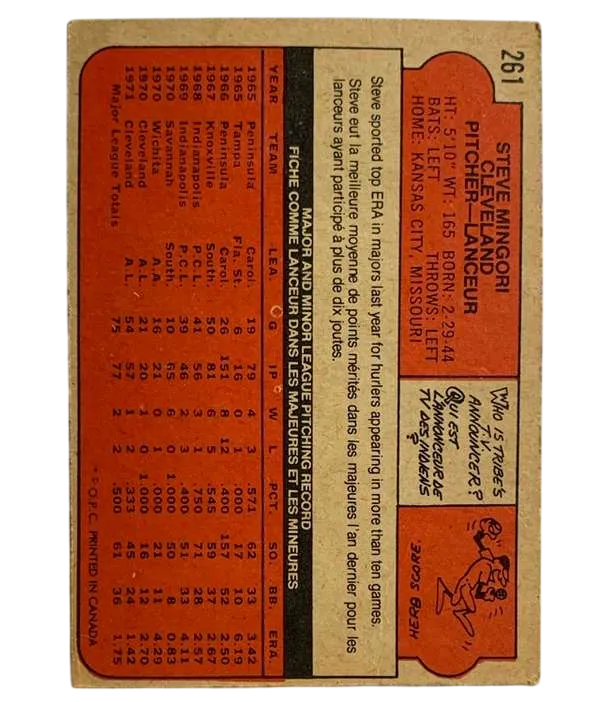 261
STEVE MINGORI
CLEVELAND
PITCHER—LANCEUR
HT: 5'10" WT: 165 BORN: 2-29-44
BATS: LEFT THROWS: LEFT
HOME: KANSAS CITY, MISSOURI
WHO IS TRIBE'S
T.V.
ANNOUNCER?
QUI EST
L'ANNONCEUR DE
TV DES INDIENS
?
HERB SCORE.
Steve sported top ERA in majors last year for hurlers appearing in more than ten games.
Steve eut la meilleure moyenne de points mérités dans les majeures l'an dernier pour les
lanceurs ayant participé à plus de dix joutes.
MAJOR AND MINOR LEAGUE PITCHING RECORD
FICHE COMME LANCEUR DANS LES MAJEURES ET LES MINEURES
YEAR TEAM LEA. G IP W L PCT. SO. BB. ERA.
1965 Peninsula Carol. 19 79 4 3 .571 62 33 3.42
1965 Tampa Fla. St. 6 16 0 1 .000 17 10 6.19
1966 Peninsula Carol. 26 151 8 12 .400 157 52 2.50
1967 Knoxville South. 50 81 6 5 .545 59 37 2.67
1968 Indianapolis P.C.L. 41 56 3 1 .750 71 28 2.57
1969 Indianapolis P.C.L. 39 46 2 3 .400 51 33 4.11
1970 Savannah South. 10 65 6 0 1.000 50 8 0.83
1970 Wichita A.A. 16 21 0 0 .000 21 11 4.29
1970 Cleveland A.L. 21 20 1 0 1.000 16 12 2.70
1971 Cleveland A.L. 54 57 1 2 .333 45 24 1.42
Major League Totals 75 77 2 2 .500 61 36 1.75
© O.P.C. PRINTED IN CANADA